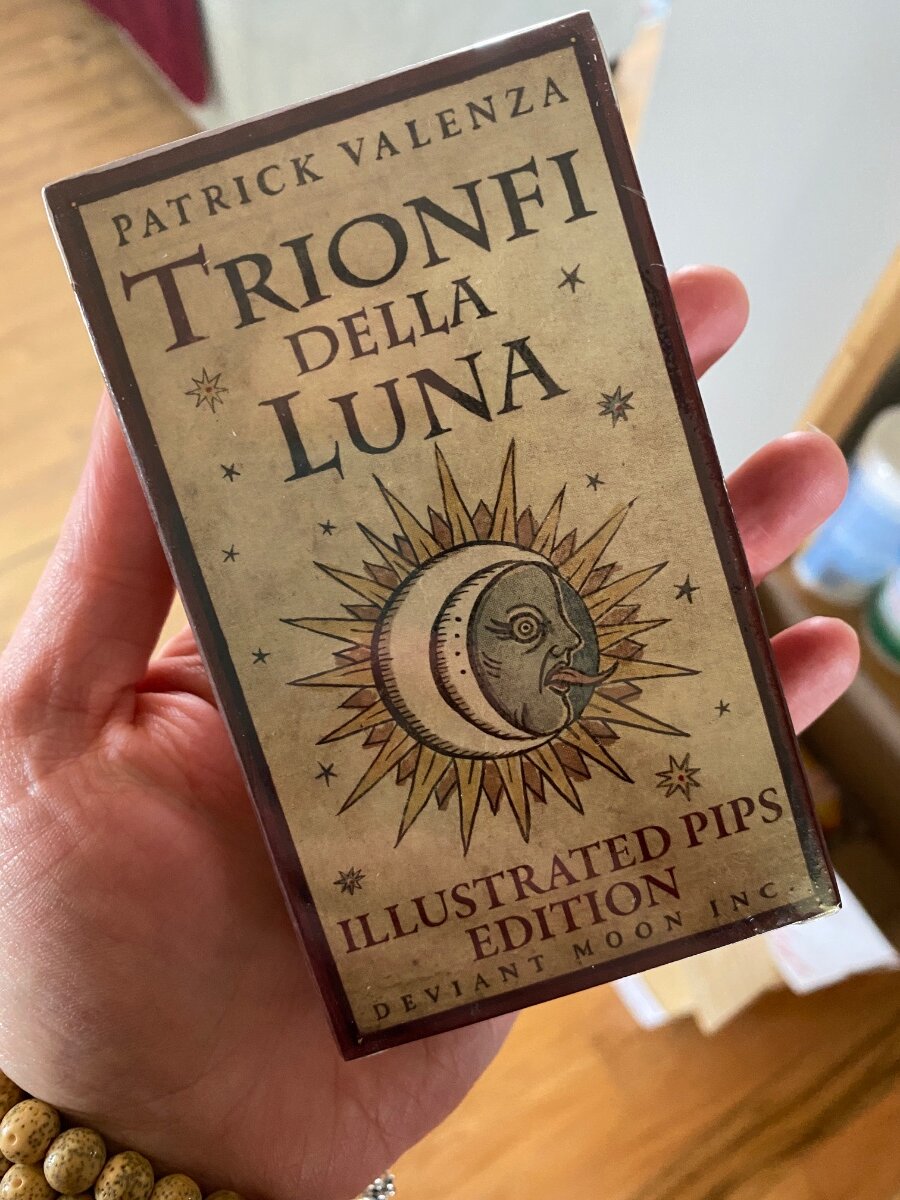 PATRICK VALENZA
TRIONFI
DELLA
LUNA
ILLUSTRATED PIPS
EDITION
DEVIANT MOON INC.